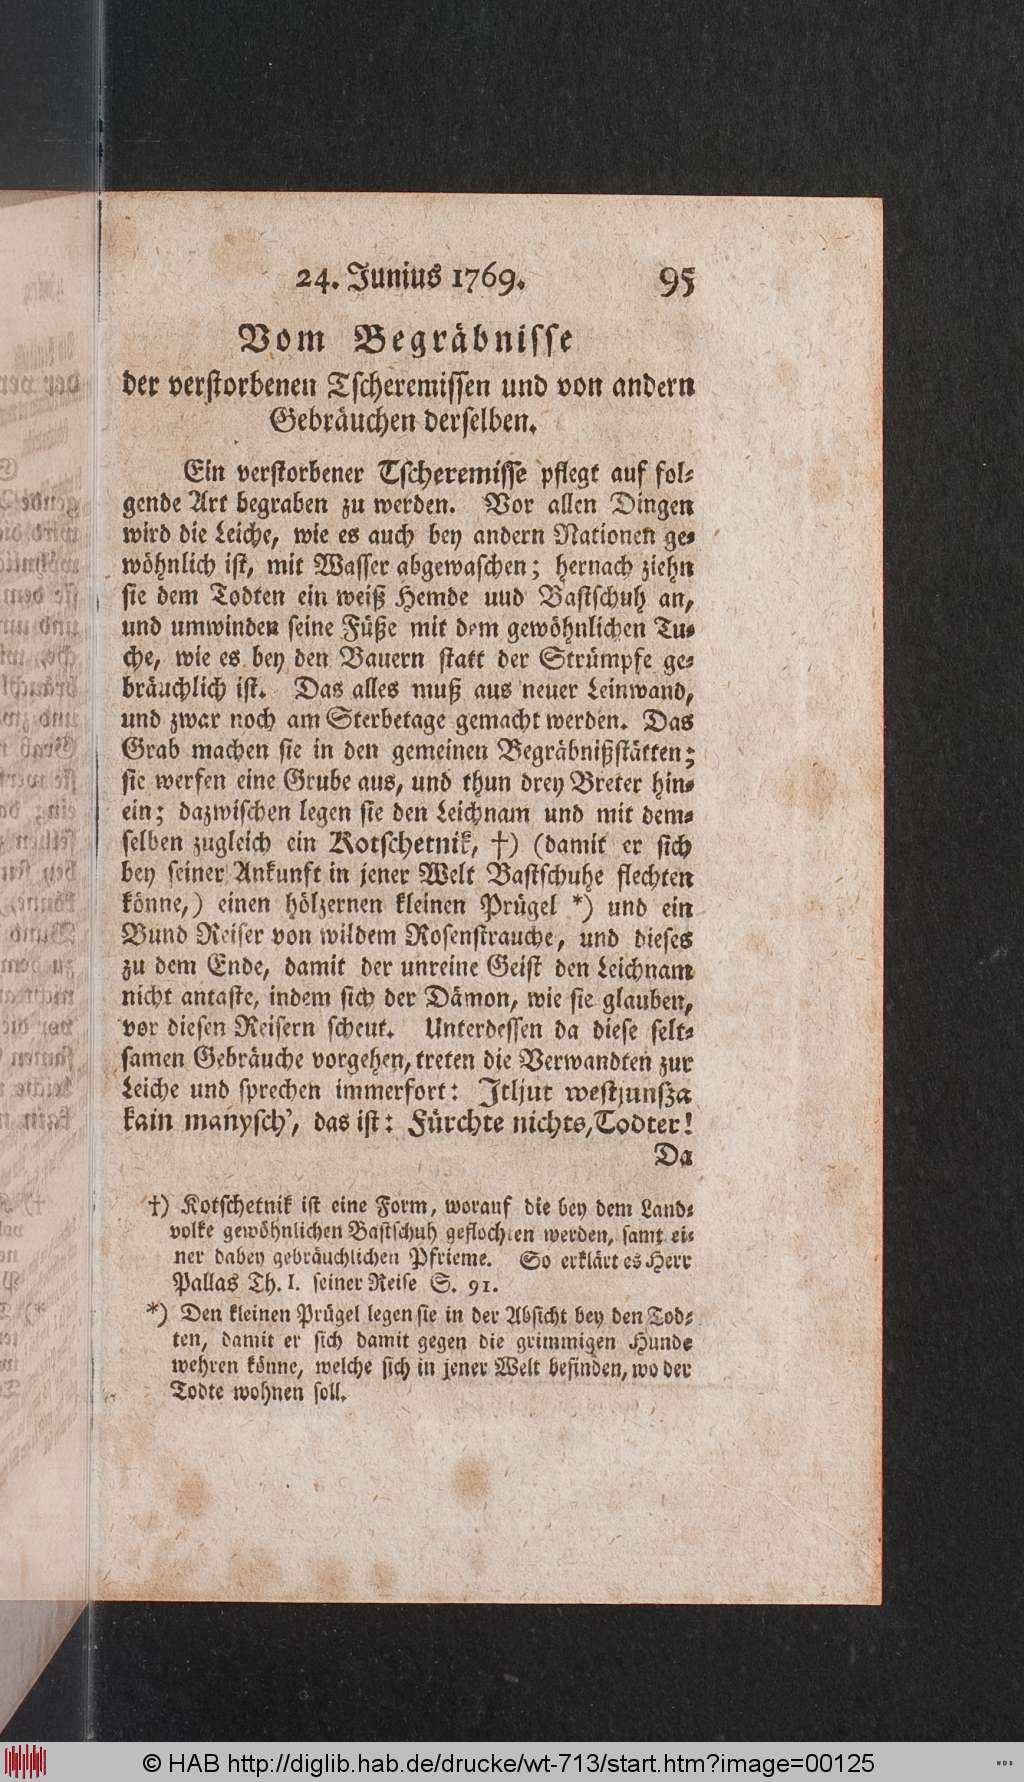 24. Junius 1769. 95
Vom Begräbnisse
der verstorbenen Tscheremissen und von andern
Gebräuchen derselben.
Ein verstorbener Tscheremisse pflegt auf fol-
gende Art begraben zu werden. Vor allen Dingen
wird die Leiche, wie es auch bey andern Nationen ge-
wöhnlich ist, mit Wasser abgewaschen; hernach ziehn
sie dem Todten ein weiß Hemde uud Bastschuh an,
und umwinden seine Füße mit dem gewöhnlichen Tu-
che, wie es bey den Bauern statt der Strümpfe ge-
bräuchlich ist. Das alles muß aus neuer Leinwand,
und zwar noch am Sterbetage gemacht werden. Das
Grab machen sie in den gemeinen Begräbnißstätten;
sie werfen eine Grube aus, und thun drey Breter hin-
ein; dazwischen legen sie den Leichnam und mit dem-
selben zugleich ein Kotschetnik, †) (damit er sich
bey seiner Ankunft in jener Welt Bastschuhe flechten
könne,) einen hölzernen kleinen Prügel *) und ein
Bund Reiser von wildem Rosenstrauche, und dieses
zu dem Ende, damit der unreine Geist den Leichnam
nicht antaste, indem sich der Dämon, wie sie glauben,
vor diesen Reisern scheut. Unterdessen da diese selt-
samen Gebräuche vorgehen, treten die Verwandten zur
Leiche und sprechen immerfort: Itljut westjunsza
kain manysch', das ist: Fürchte nichts, Todter!
Da
†) Kotschetnik ist eine Form, worauf die bey dem Land-
volke gewöhnlichen Bastschuh geflochten werden, samt ei-
ner dabey gebräuchlichen Pfrieme. So erklärt es Herr
Pallas Th. I. seiner Reise S. 91.
*) Den kleinen Prügel legen sie in der Absicht bey den Tod-
ten, damit er sich damit gegen die grimmigen Hunde
wehren könne, welche sich in jener Welt befinden, wo der
Todte wohnen soll.
© HAB http://diglib.hab.de/drucke/wt-713/start.htm?image=00125